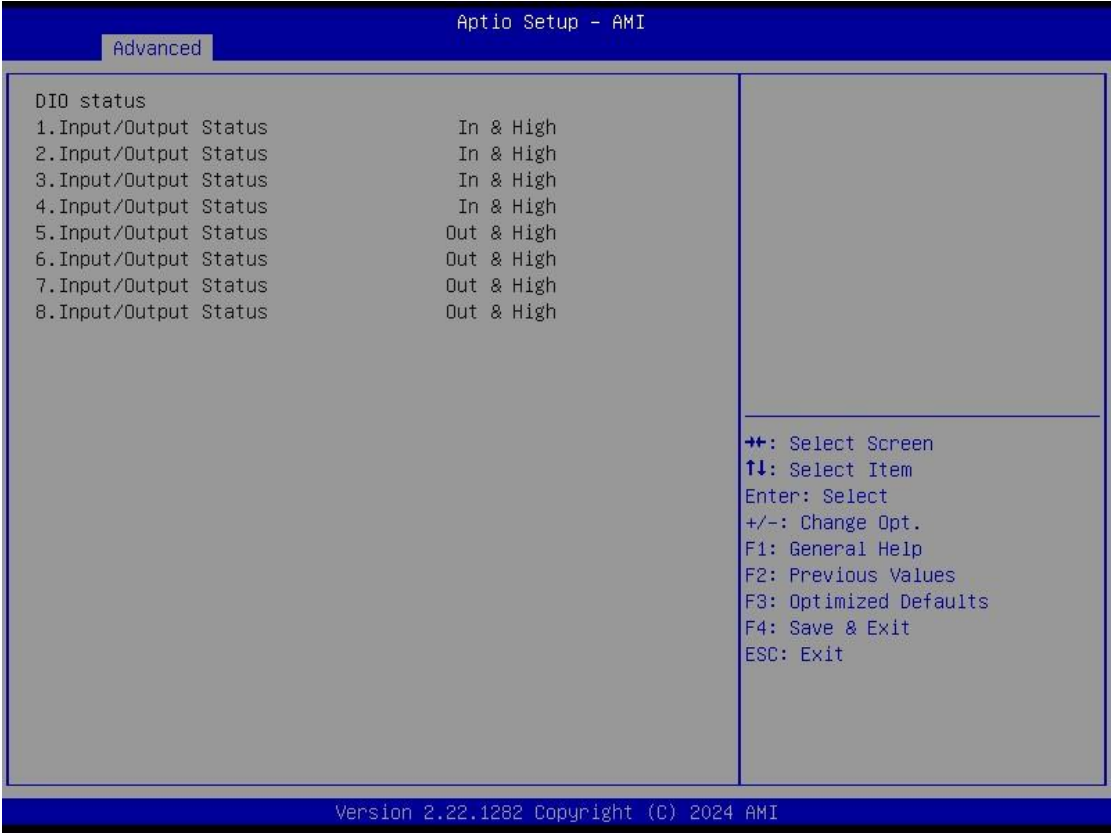 Aptio Setup - AMI
Advanced
DIO status
1.Input/Output Status In & High
2.Input/Output Status In & High
3.Input/Output Status In & High
4.Input/Output Status In & High
5.Input/Output Status Out & High
6.Input/Output Status Out & High
7.Input/Output Status Out & High
8.Input/Output Status Out & High
→←: Select Screen
↑↓: Select Item
Enter: Select
+/-: Change Opt.
F1: General Help
F2: Previous Values
F3: Optimized Defaults
F4: Save & Exit
ESC: Exit
Version 2.22.1282 Copyright (C) 2024 AMI